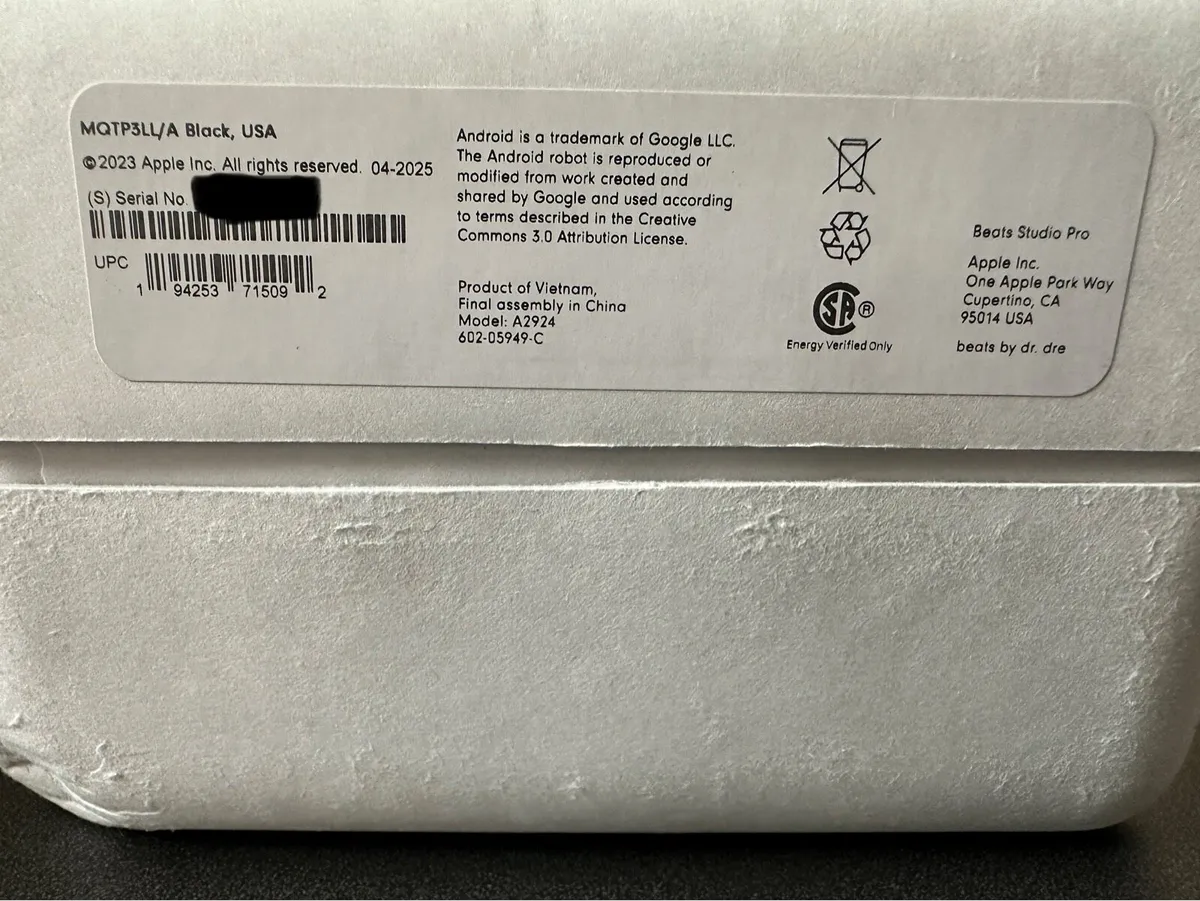 MQTP3LL/A Black, USA
©2023 Apple Inc. All rights reserved. 04-2025
(S) Serial No.
UPC
1 94253 71509 2
Android is a trademark of Google LLC.
The Android robot is reproduced or
modified from work created and
shared by Google and used according
to terms described in the Creative
Commons 3.0 Attribution License.
Product of Vietnam,
Final assembly in China
Model: A2924
602-05949-C
SA ®
Energy Verified Only
Beats Studio Pro
Apple Inc.
One Apple Park Way
Cupertino, CA
95014 USA
beats by dr. dre